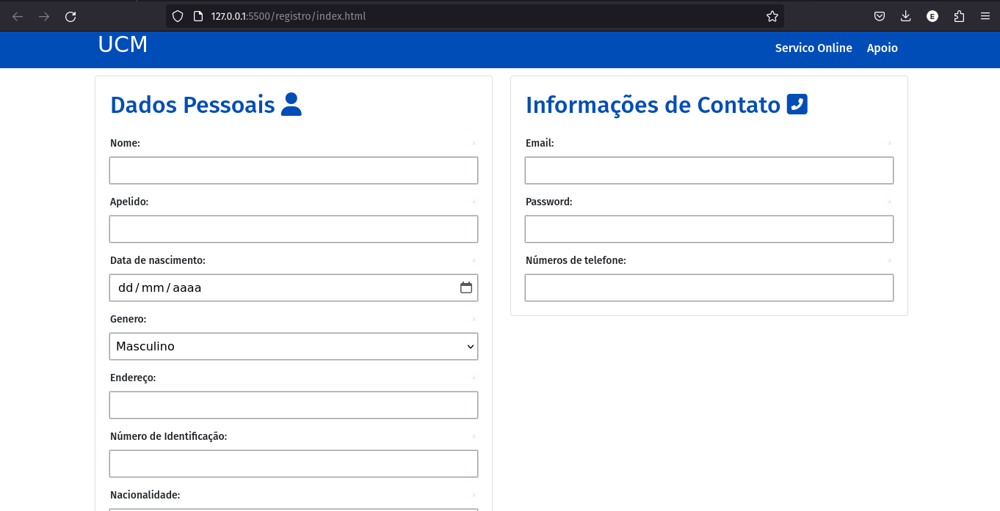 127.0.0.1:5500/registro/index.html
E
UCM
Servico Online
Apoio
Dados Pessoais
Nome: *
Apelido: *
Data de nascimento: *
dd/mm/aaaa
Genero: *
Masculino
Endereço: *
Número de Identificação: *
Nacionalidade: *
Informações de Contato
Email: *
Password: *
Números de telefone: *